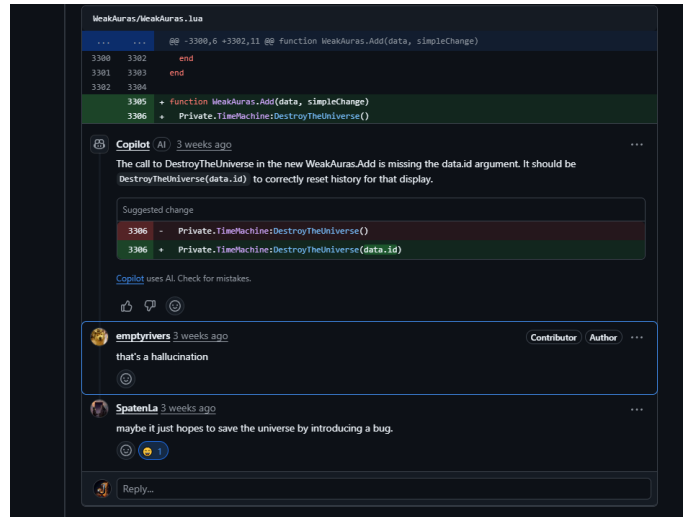 WeakAuras/WeakAuras.lua
... ... @@ -3300,6 +3302,11 @@ function WeakAuras.Add(data, simpleChange)
3300 3302 end
3301 3303 end
3302 3304
3305 + function WeakAuras.Add(data, simpleChange)
3306 + Private.TimeMachine:DestroyTheUniverse()
Copilot AI 3 weeks ago ...
The call to DestroyTheUniverse in the new WeakAuras.Add is missing the data.id argument. It should be
DestroyTheUniverse(data.id) to correctly reset history for that display.
Suggested change
3306 - Private.TimeMachine:DestroyTheUniverse()
3306 + Private.TimeMachine:DestroyTheUniverse(data.id)
Copilot uses AI. Check for mistakes.
emptyrivers 3 weeks ago Contributor Author ...
that's a hallucination
SpatenLa 3 weeks ago ...
maybe it just hopes to save the universe by introducing a bug.
1
Reply...